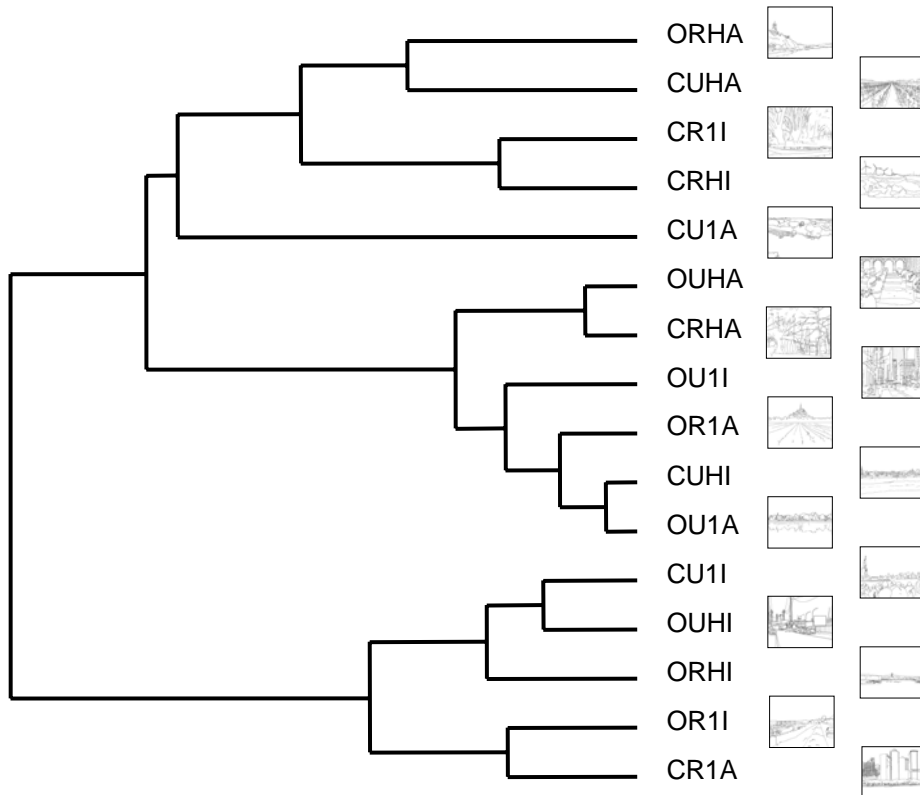 ORHA
CUHA
CR1I
CRHI
CU1A
OUHA
CRHA
OU1I
OR1A
CUHI
OU1A
CU1I
OUHI
ORHI
OR1I
CR1A